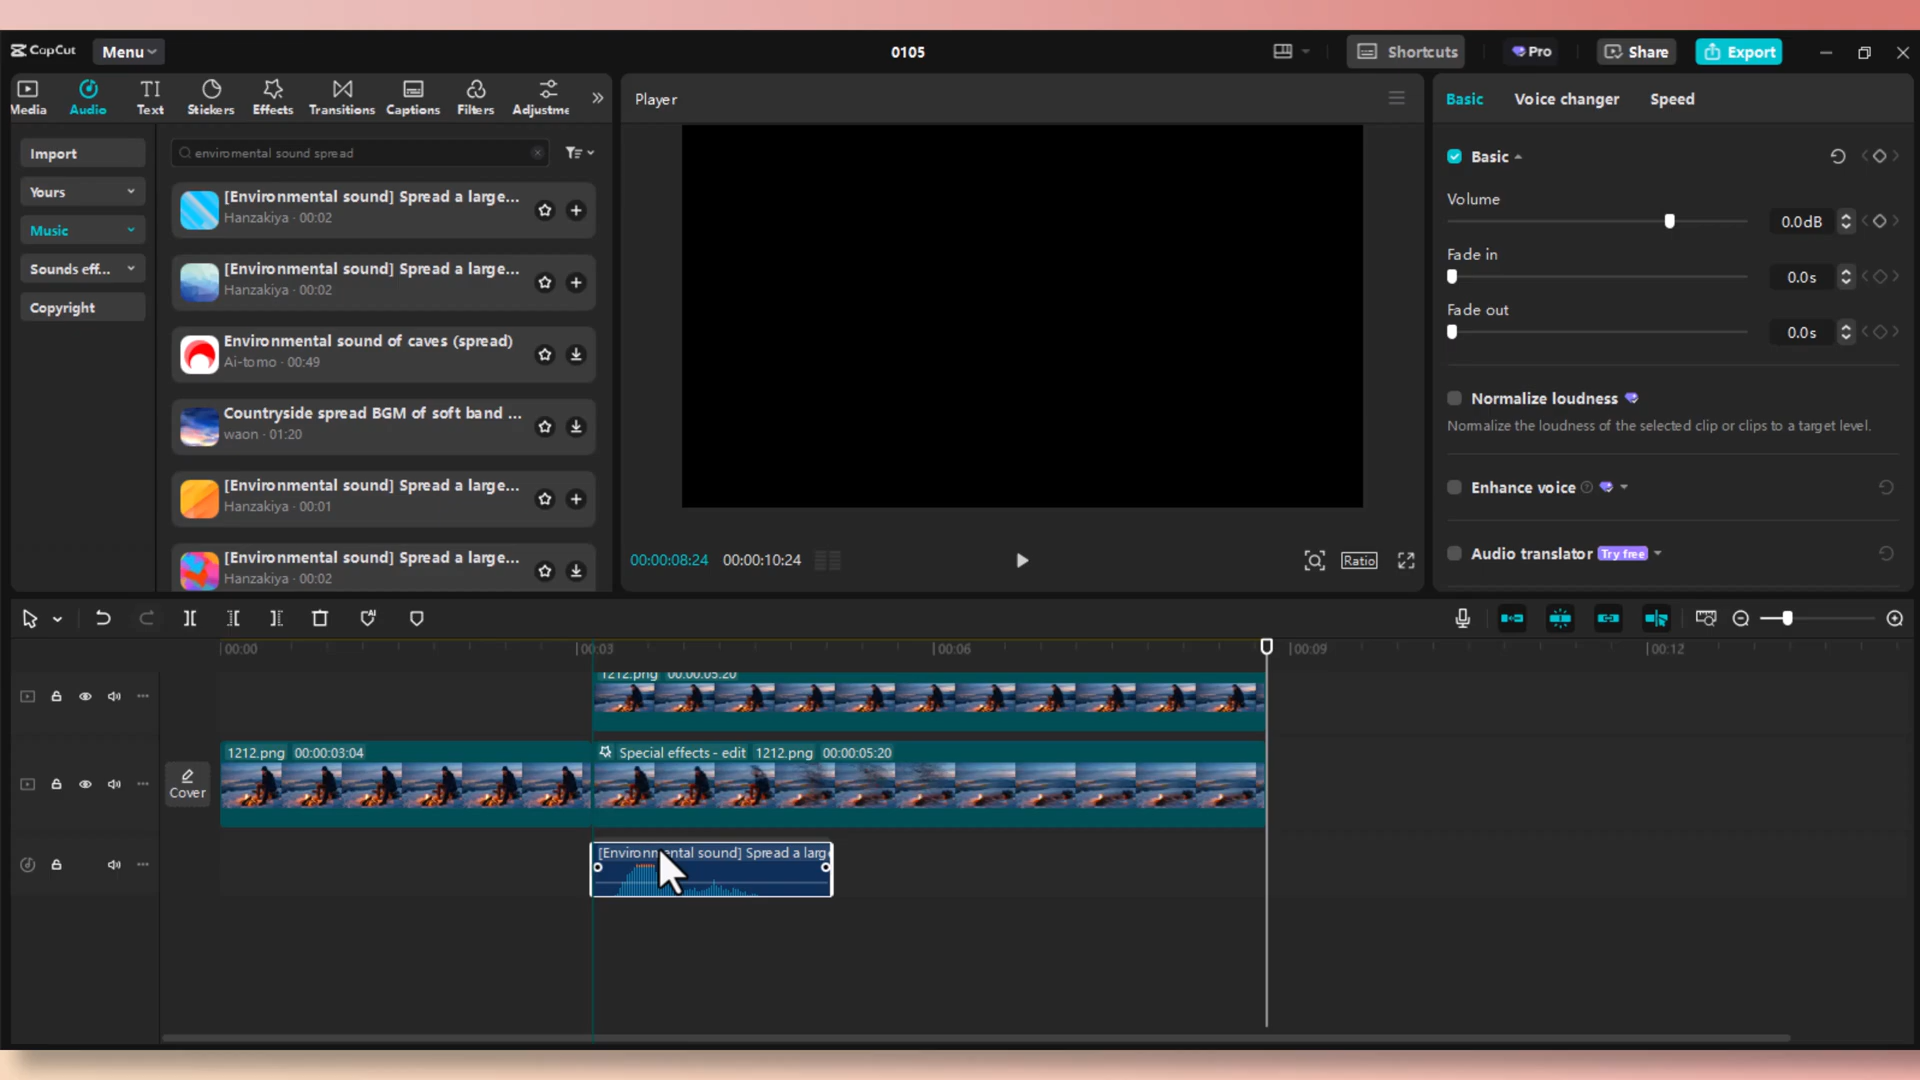 CapCut
Menu
0105
Shortcuts
Pro
Share
Export
Media
Audio
Text
Stickers
Effects
Transitions
Captions
Filters
Adjustme
Player
Basic
Voice changer
Speed
Import
Yours
Music
Sounds eff...
Copyright
enviromental sound spread
[Environmental sound] Spread a large...
Hanzakiya · 00:02
[Environmental sound] Spread a large...
Hanzakiya · 00:02
Environmental sound of caves (spread)
Ai-tomo · 00:49
Countryside spread BGM of soft band ...
waon · 01:20
[Environmental sound] Spread a large...
Hanzakiya · 00:01
[Environmental sound] Spread a large...
Hanzakiya · 00:02
00:00:08:24
00:00:10:24
Ratio
Basic
Volume
0.0dB
Fade in
0.0s
Fade out
0.0s
Normalize loudness
Normalize the loudness of the selected clip or clips to a target level.
Enhance voice
Audio translator Try free
00:00
00:03
00:06
00:09
00:12
1212.png 00:00:05:20
Cover
1212.png 00:00:03:04
Special effects - edit 1212.png 00:00:05:20
[Environmental sound] Spread a larg